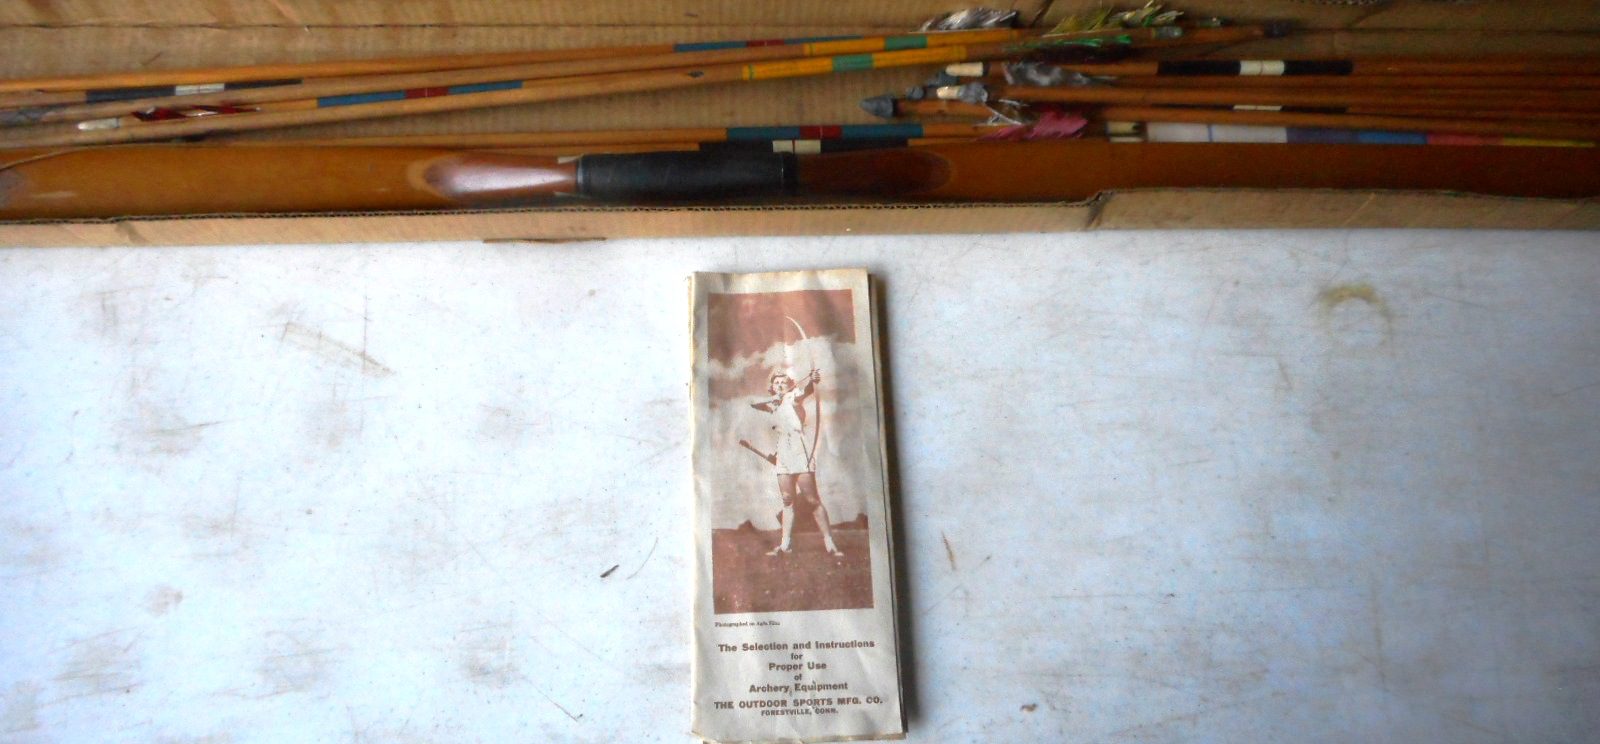 Photographed on Agfa Film
The Selection and Instructions
for
Proper Use
of
Archery Equipment
THE OUTDOOR SPORTS MFG. CO.
FORESTVILLE, CONN.